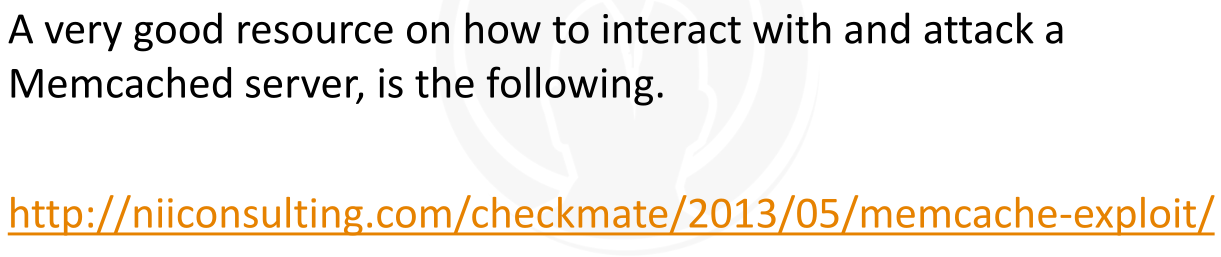 A very good resource on how to interact with and attack a
Memcached server, is the following.
http://niiconsulting.com/checkmate/2013/05/memcache-exploit/